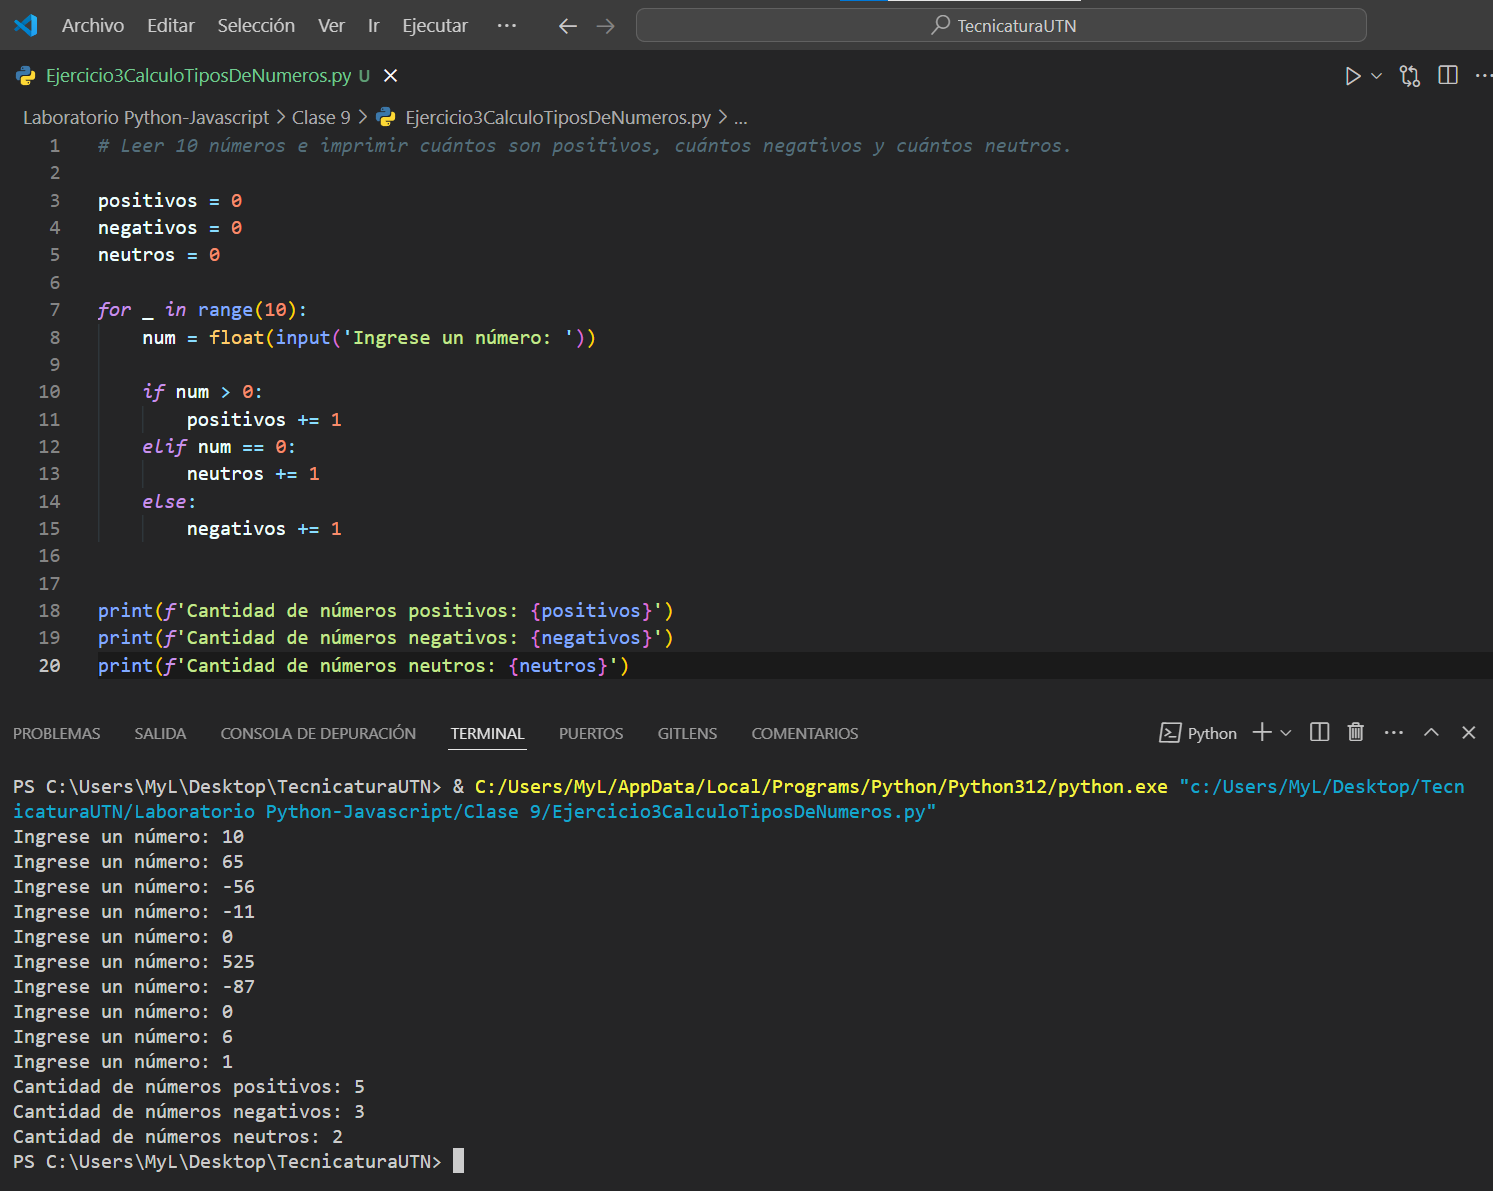 Archivo Editar Selección Ver Ir Ejecutar ··· TecnicaturaUTN
Ejercicio3CalculoTiposDeNumeros.py U
Laboratorio Python-Javascript > Clase 9 > Ejercicio3CalculoTiposDeNumeros.py > ...
1 # Leer 10 números e imprimir cuántos son positivos, cuántos negativos y cuántos neutros.
2
3 positivos = 0
4 negativos = 0
5 neutros = 0
6
7 for _ in range(10):
8     num = float(input('Ingrese un número: '))
9
10     if num > 0:
11         positivos += 1
12     elif num == 0:
13         neutros += 1
14     else:
15         negativos += 1
16
17
18 print(f'Cantidad de números positivos: {positivos}')
19 print(f'Cantidad de números negativos: {negativos}')
20 print(f'Cantidad de números neutros: {neutros}')
PROBLEMAS SALIDA CONSOLA DE DEPURACIÓN TERMINAL PUERTOS GITLENS COMENTARIOS Python
PS C:\Users\MyL\Desktop\TecnicaturaUTN> & C:/Users/MyL/AppData/Local/Programs/Python/Python312/python.exe "c:/Users/MyL/Desktop/Tecn
icaturaUTN/Laboratorio Python-Javascript/Clase 9/Ejercicio3CalculoTiposDeNumeros.py"
Ingrese un número: 10
Ingrese un número: 65
Ingrese un número: -56
Ingrese un número: -11
Ingrese un número: 0
Ingrese un número: 525
Ingrese un número: -87
Ingrese un número: 0
Ingrese un número: 6
Ingrese un número: 1
Cantidad de números positivos: 5
Cantidad de números negativos: 3
Cantidad de números neutros: 2
PS C:\Users\MyL\Desktop\TecnicaturaUTN>